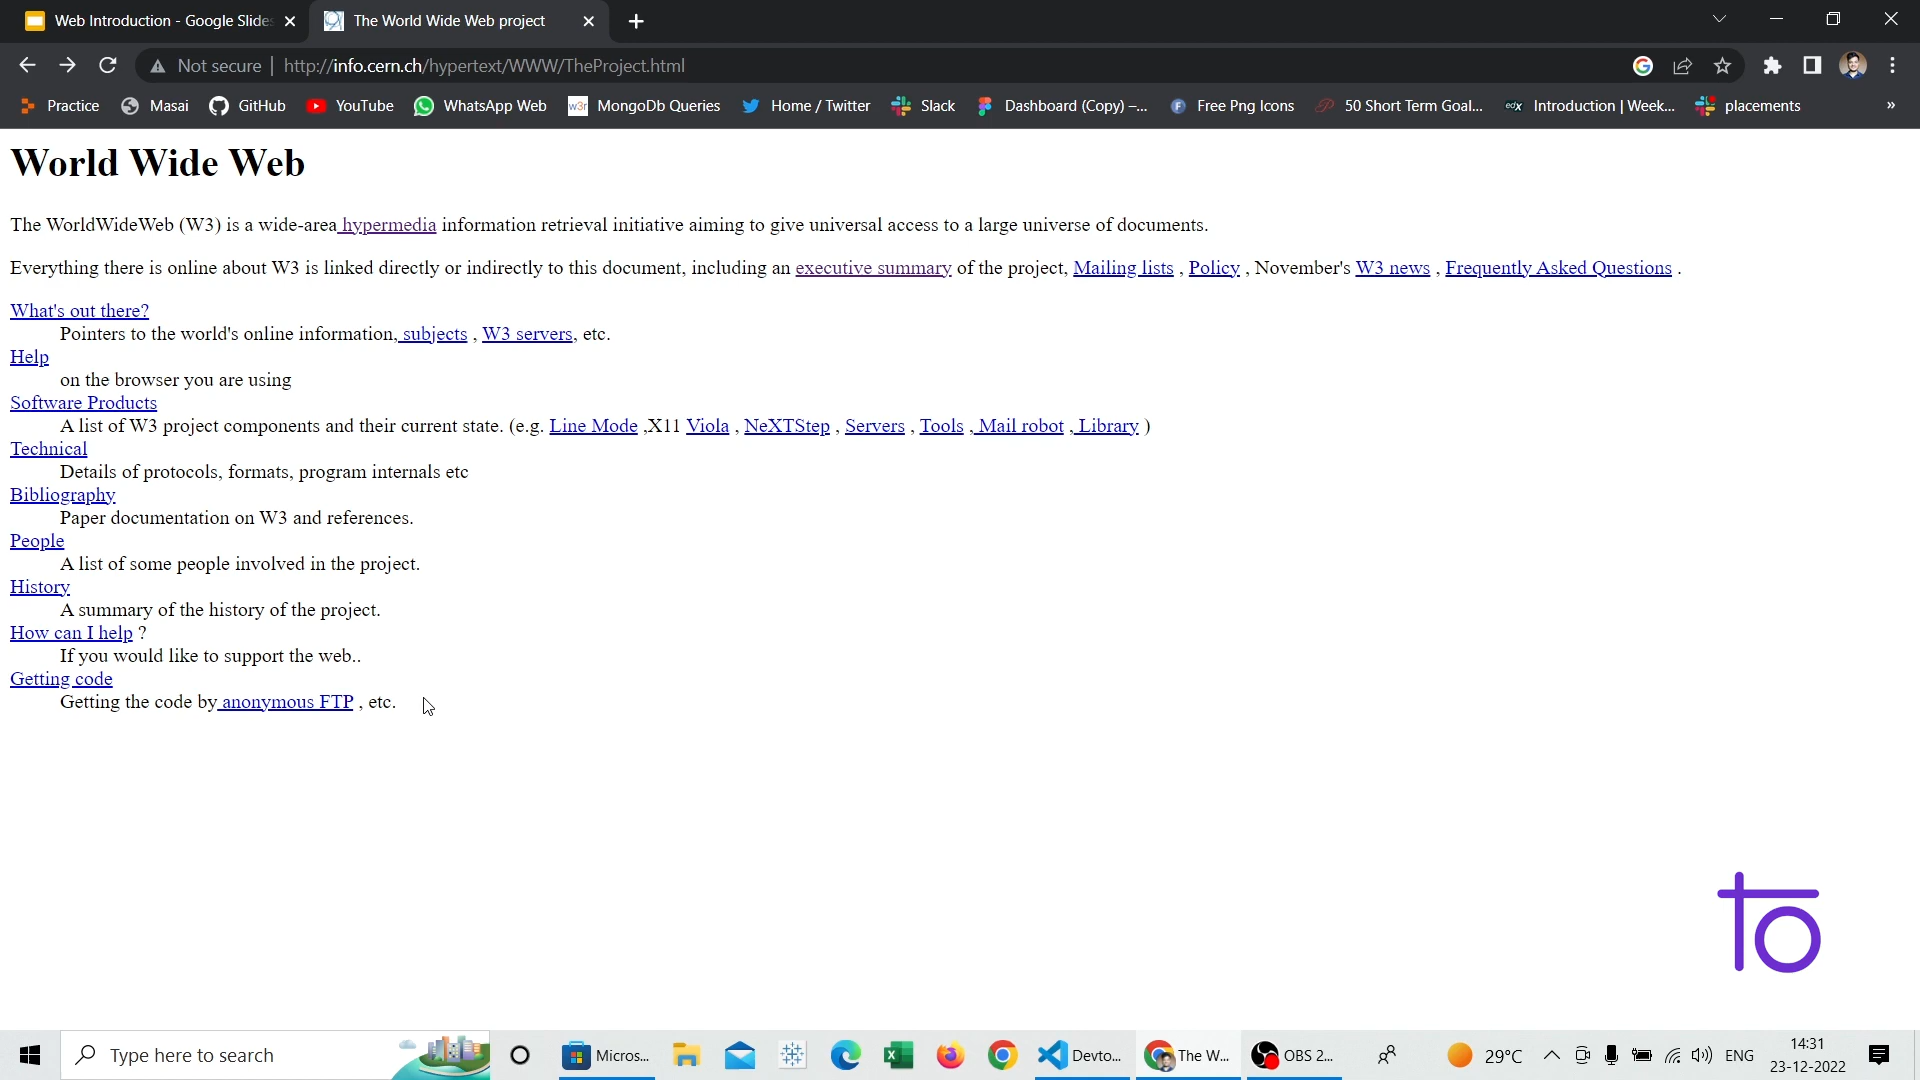 Web Introduction - Google Slides
The World Wide Web project
Not secure | http://info.cern.ch/hypertext/WWW/TheProject.html
Practice Masai GitHub YouTube WhatsApp Web w3r MongoDb Queries Home / Twitter Slack Dashboard (Copy) –... Free Png Icons 50 Short Term Goal... edX Introduction | Week... placements »
World Wide Web
The WorldWideWeb (W3) is a wide-area hypermedia information retrieval initiative aiming to give universal access to a large universe of documents.
Everything there is online about W3 is linked directly or indirectly to this document, including an executive summary of the project, Mailing lists , Policy , November's W3 news , Frequently Asked Questions .
What's out there?
Pointers to the world's online information, subjects , W3 servers, etc.
Help
on the browser you are using
Software Products
A list of W3 project components and their current state. (e.g. Line Mode ,X11 Viola , NeXTStep , Servers , Tools , Mail robot , Library )
Technical
Details of protocols, formats, program internals etc
Bibliography
Paper documentation on W3 and references.
People
A list of some people involved in the project.
History
A summary of the history of the project.
How can I help ?
If you would like to support the web..
Getting code
Getting the code by anonymous FTP , etc.
to
Type here to search
Micros...
Devto...
The W...
OBS 2...
29°C
ENG
14:31
23-12-2022